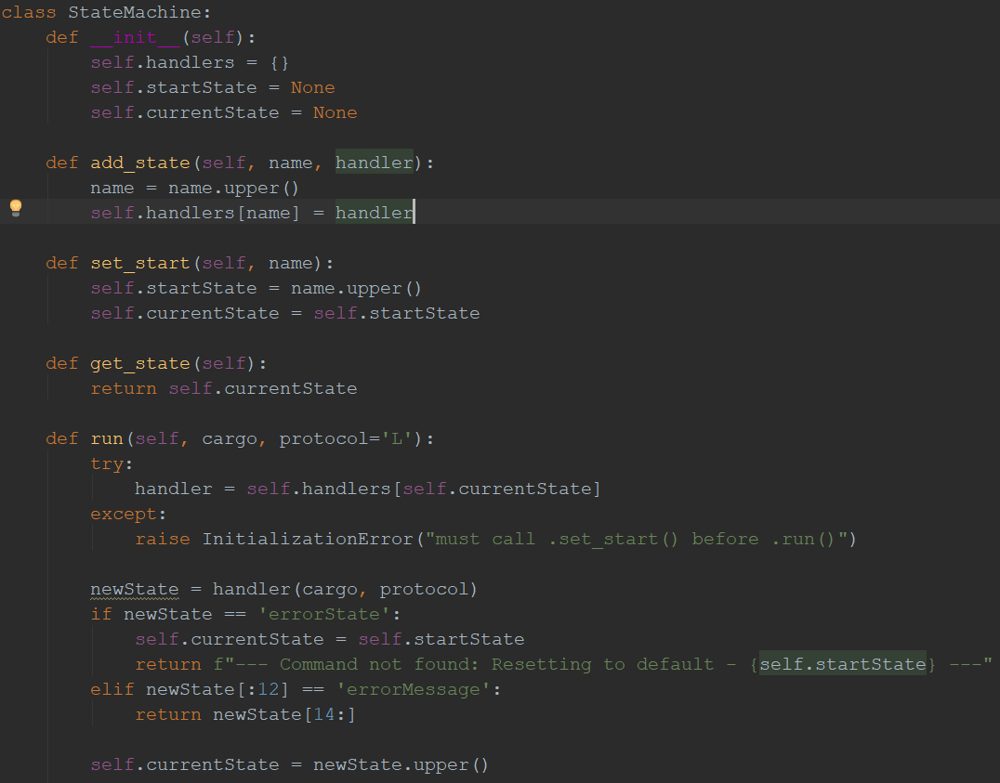 class StateMachine:
    def __init__(self):
        self.handlers = {}
        self.startState = None
        self.currentState = None

    def add_state(self, name, handler):
        name = name.upper()
        self.handlers[name] = handler

    def set_start(self, name):
        self.startState = name.upper()
        self.currentState = self.startState

    def get_state(self):
        return self.currentState

    def run(self, cargo, protocol='L'):
        try:
            handler = self.handlers[self.currentState]
        except:
            raise InitializationError("must call .set_start() before .run()")

        newState = handler(cargo, protocol)
        if newState == 'errorState':
            self.currentState = self.startState
            return f"--- Command not found: Resetting to default - {self.startState} ---"
        elif newState[:12] == 'errorMessage':
            return newState[14:]

        self.currentState = newState.upper()